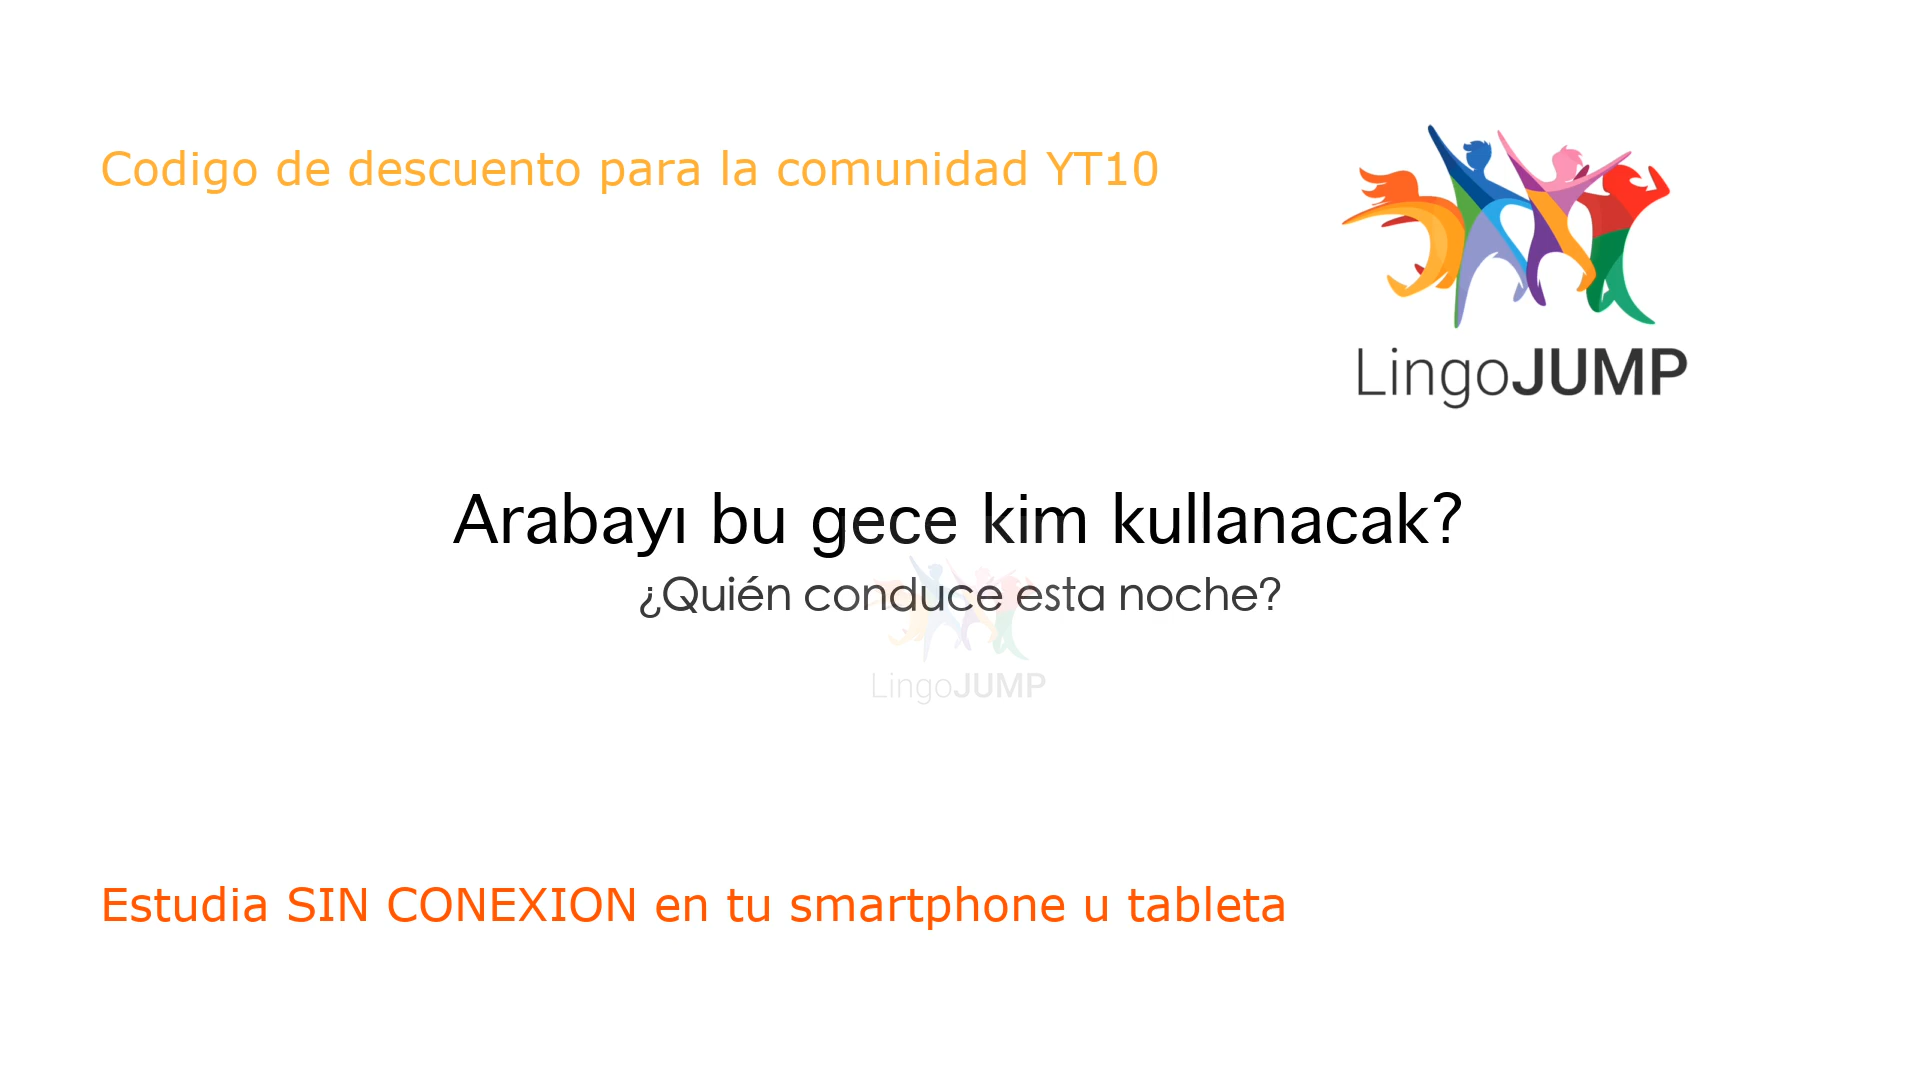 Codigo de descuento para la comunidad YT10
LingoJUMP
Arabayı bu gece kim kullanacak?
¿Quién conduce esta noche?
LingoJUMP
Estudia SIN CONEXION en tu smartphone u tableta